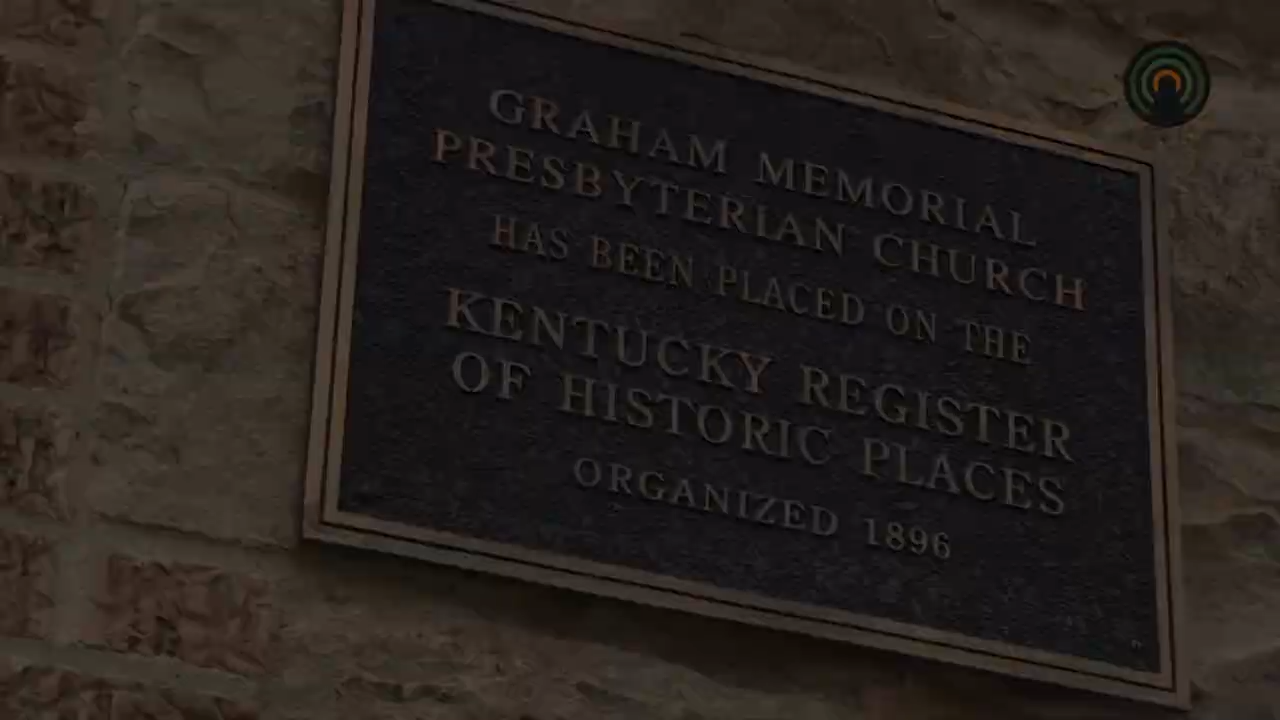 GRAHAM MEMORIAL
PRESBYTERIAN CHURCH
HAS BEEN PLACED ON THE
KENTUCKY REGISTER
OF HISTORIC PLACES
ORGANIZED 1896